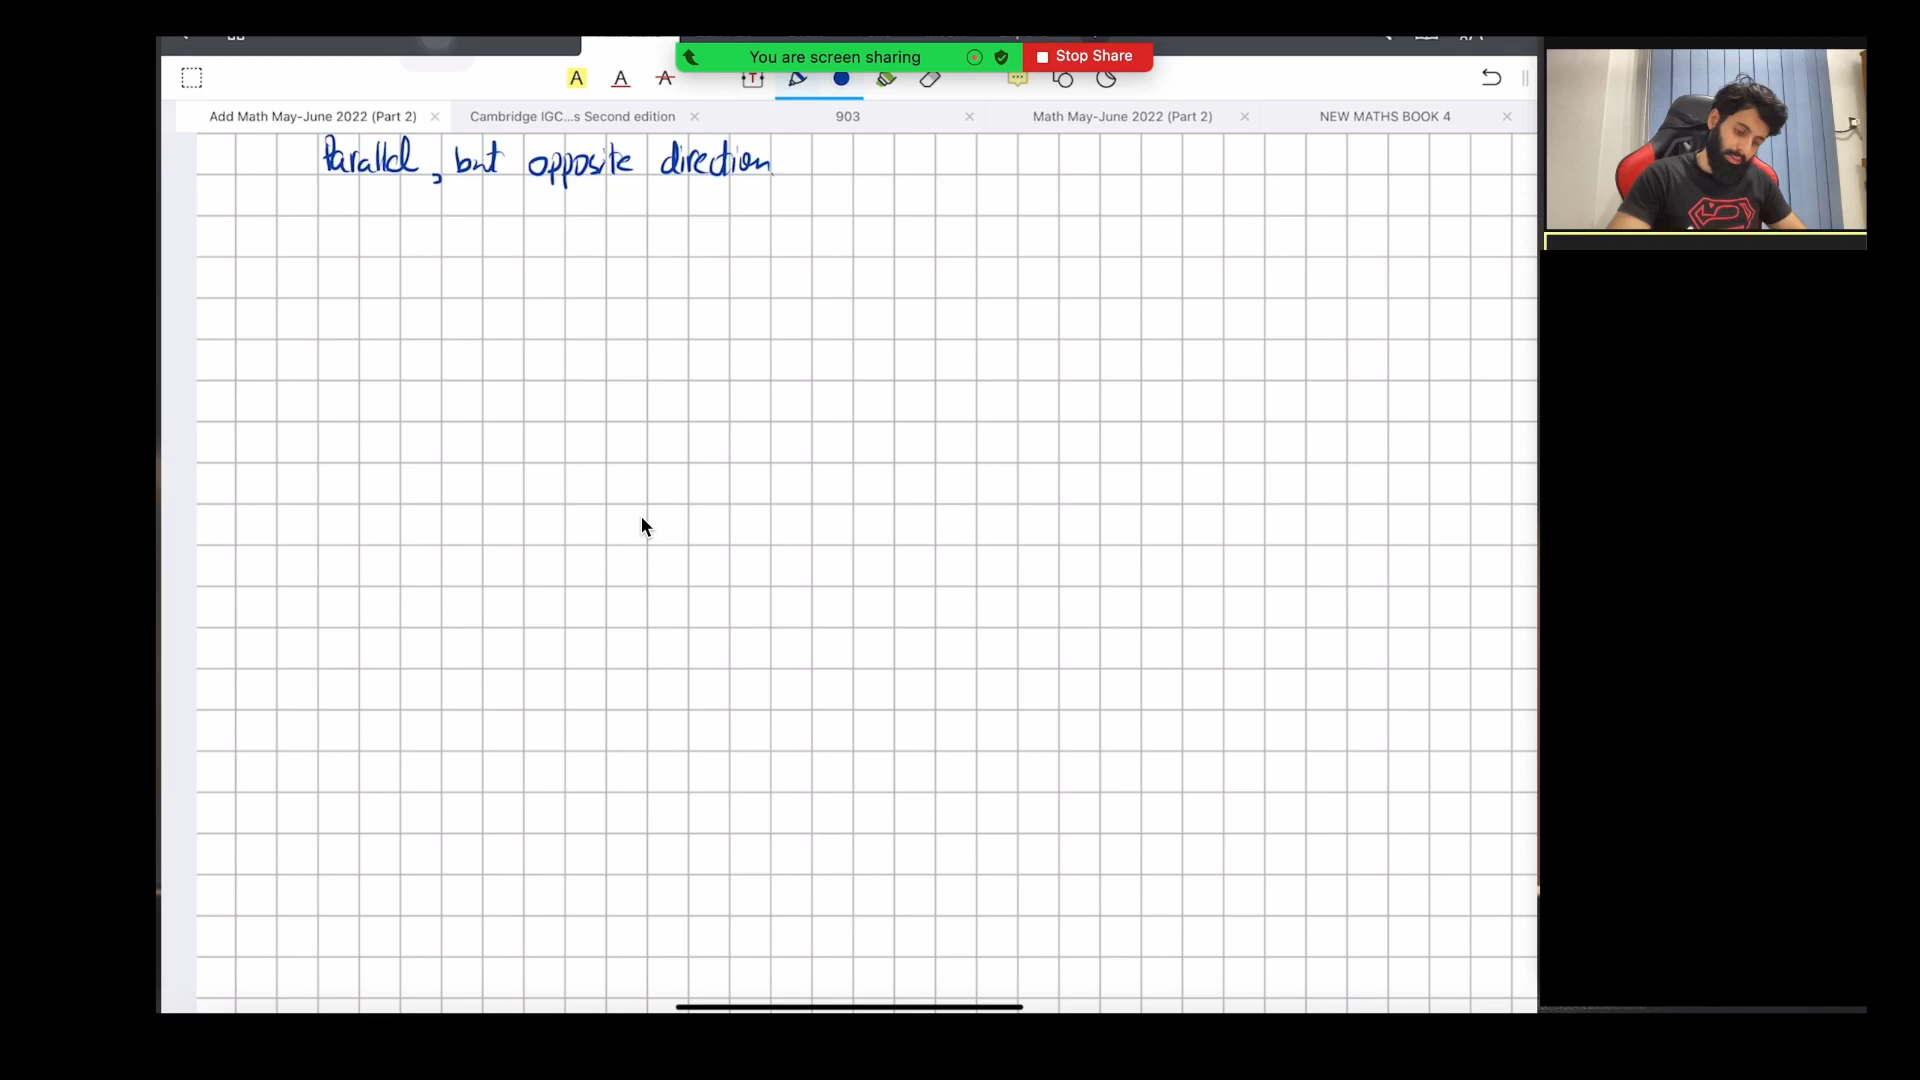 You are screen sharing Stop Share
A A A T
Add Math May-June 2022 (Part 2) Cambridge IGC...s Second edition 903 Math May-June 2022 (Part 2) NEW MATHS BOOK 4
Parallel, but opposite direction